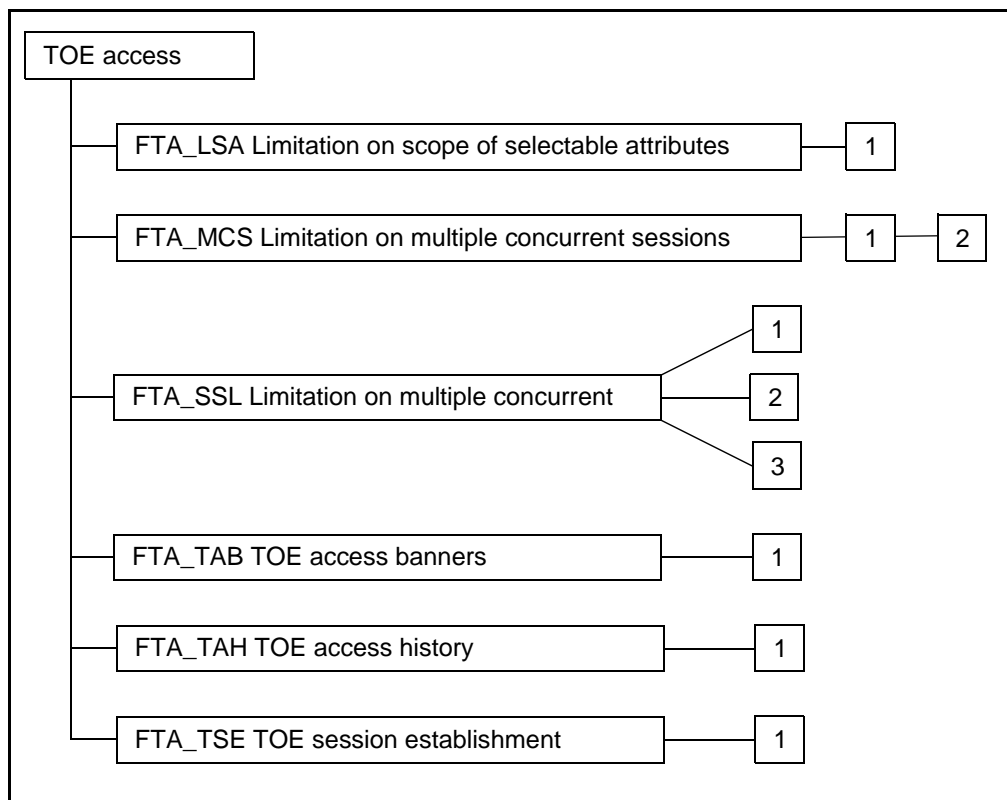 TOE access
FTA_LSA Limitation on scope of selectable attributes 1
FTA_MCS Limitation on multiple concurrent sessions 1 2
1
FTA_SSL Limitation on multiple concurrent 2
3
FTA_TAB TOE access banners 1
FTA_TAH TOE access history 1
FTA_TSE TOE session establishment 1